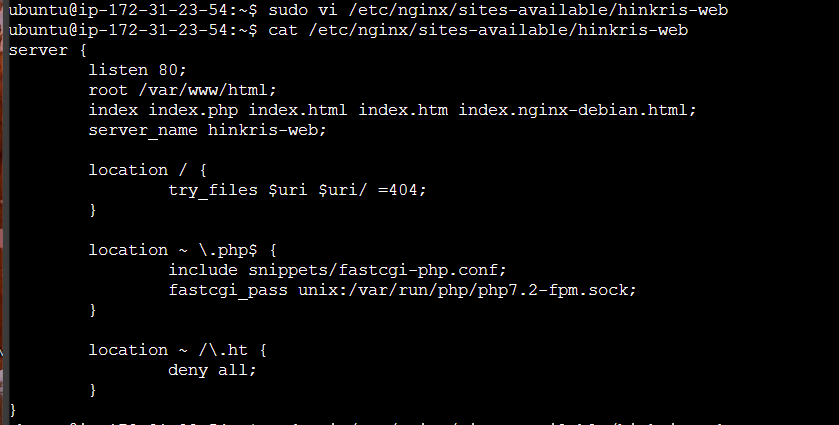 ubuntu@ip-172-31-23-54:~$ sudo vi /etc/nginx/sites-available/hinkris-web
ubuntu@ip-172-31-23-54:~$ cat /etc/nginx/sites-available/hinkris-web
server {
        listen 80;
        root /var/www/html;
        index index.php index.html index.htm index.nginx-debian.html;
        server_name hinkris-web;

        location / {
                try_files $uri $uri/ =404;
        }

        location ~ \.php$ {
                include snippets/fastcgi-php.conf;
                fastcgi_pass unix:/var/run/php/php7.2-fpm.sock;
        }

        location ~ /\.ht {
                deny all;
        }
}